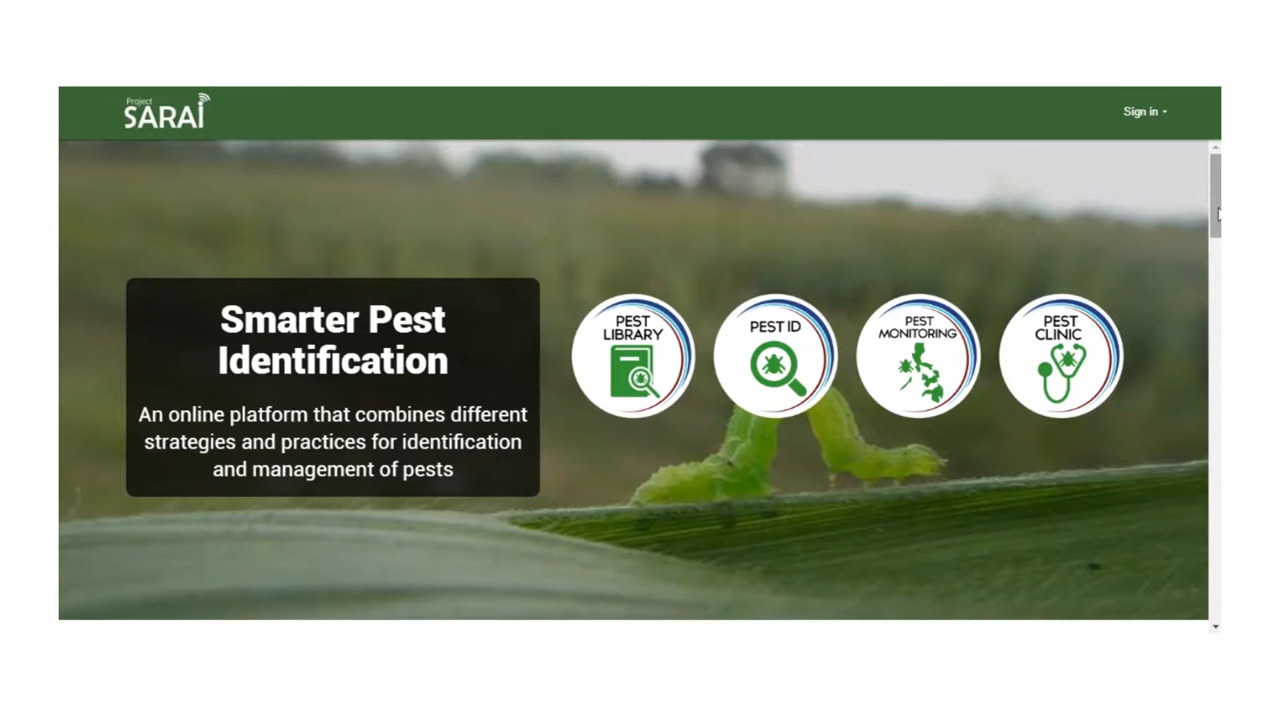 Project
SARAI
Sign in
Smarter Pest
Identification
An online platform that combines different
strategies and practices for identification
and management of pests
PEST
LIBRARY
PEST ID
PEST
MONITORING
PEST
CLINIC